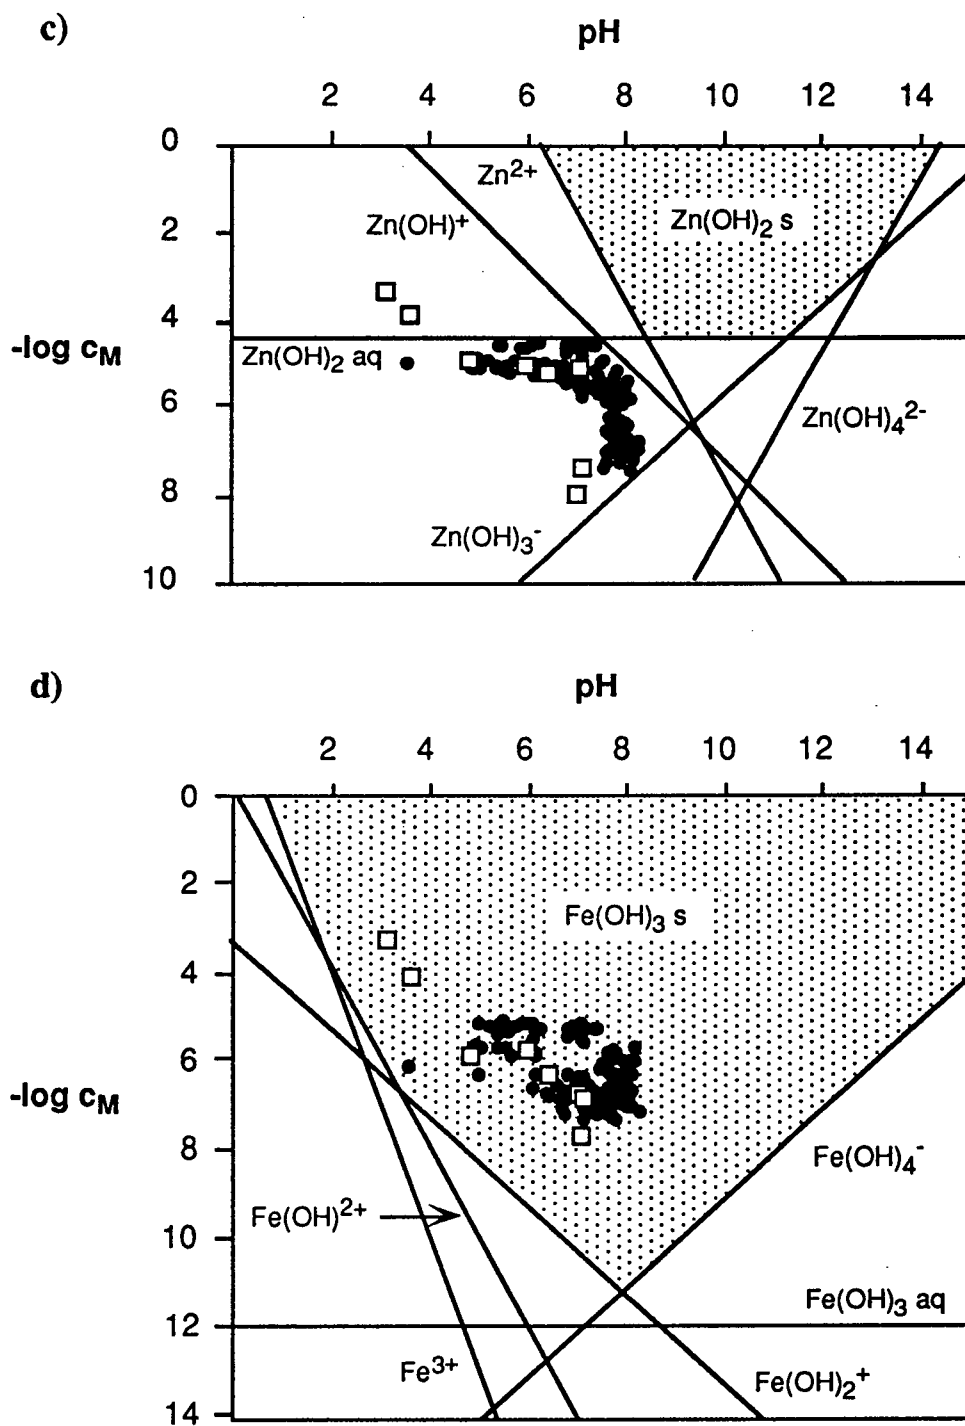 c)
pH
2 4 6 8 10 12 14
0
Zn²⁺
Zn(OH)⁺
Zn(OH)₂ s
2
4
-log c_M
Zn(OH)₂ aq
6
Zn(OH)₄²⁻
8
Zn(OH)₃⁻
10
d)
pH
2 4 6 8 10 12 14
0
2
Fe(OH)₃ s
4
6
-log c_M
8
Fe(OH)₄⁻
Fe(OH)²⁺
10
Fe(OH)₃ aq
12
Fe³⁺
Fe(OH)₂⁺
14